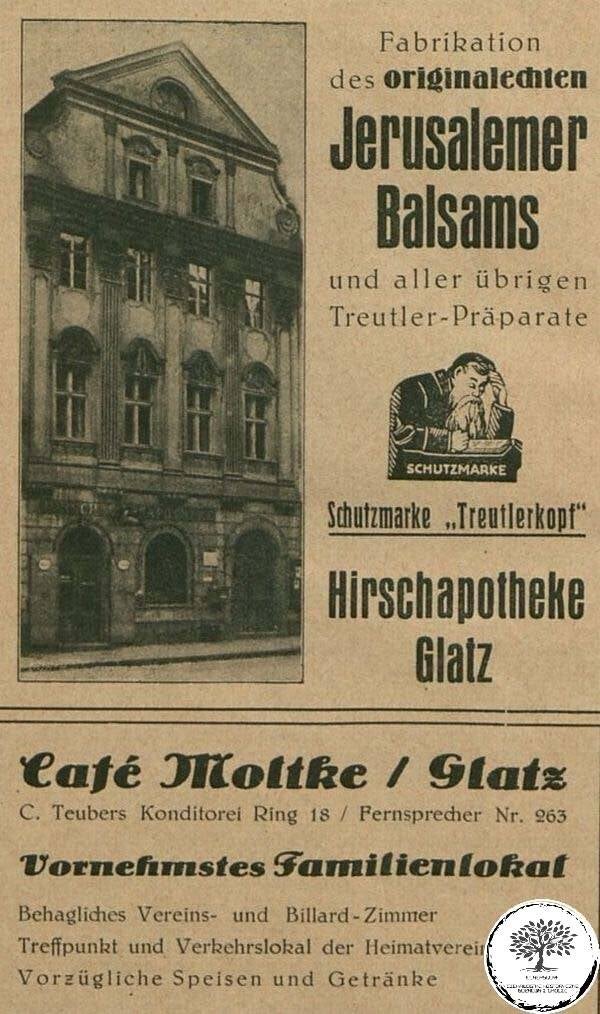 Fabrikation
des originalechten
Jerusalemer
Balsams
und aller übrigen
Treutler-Präparate
SCHUTZMARKE
Schutzmarke „Treutlerkopf“
Hirschapotheke
Glatz
Café Moltke / Glatz
C. Teubers Konditorei Ring 18 / Fernsprecher Nr. 263
Vornehmstes Familienlokal
Behagliches Vereins- und Billard-Zimmer
Treffpunkt und Verkehrslokal der Heimatverein
Vorzügliche Speisen und Getränke